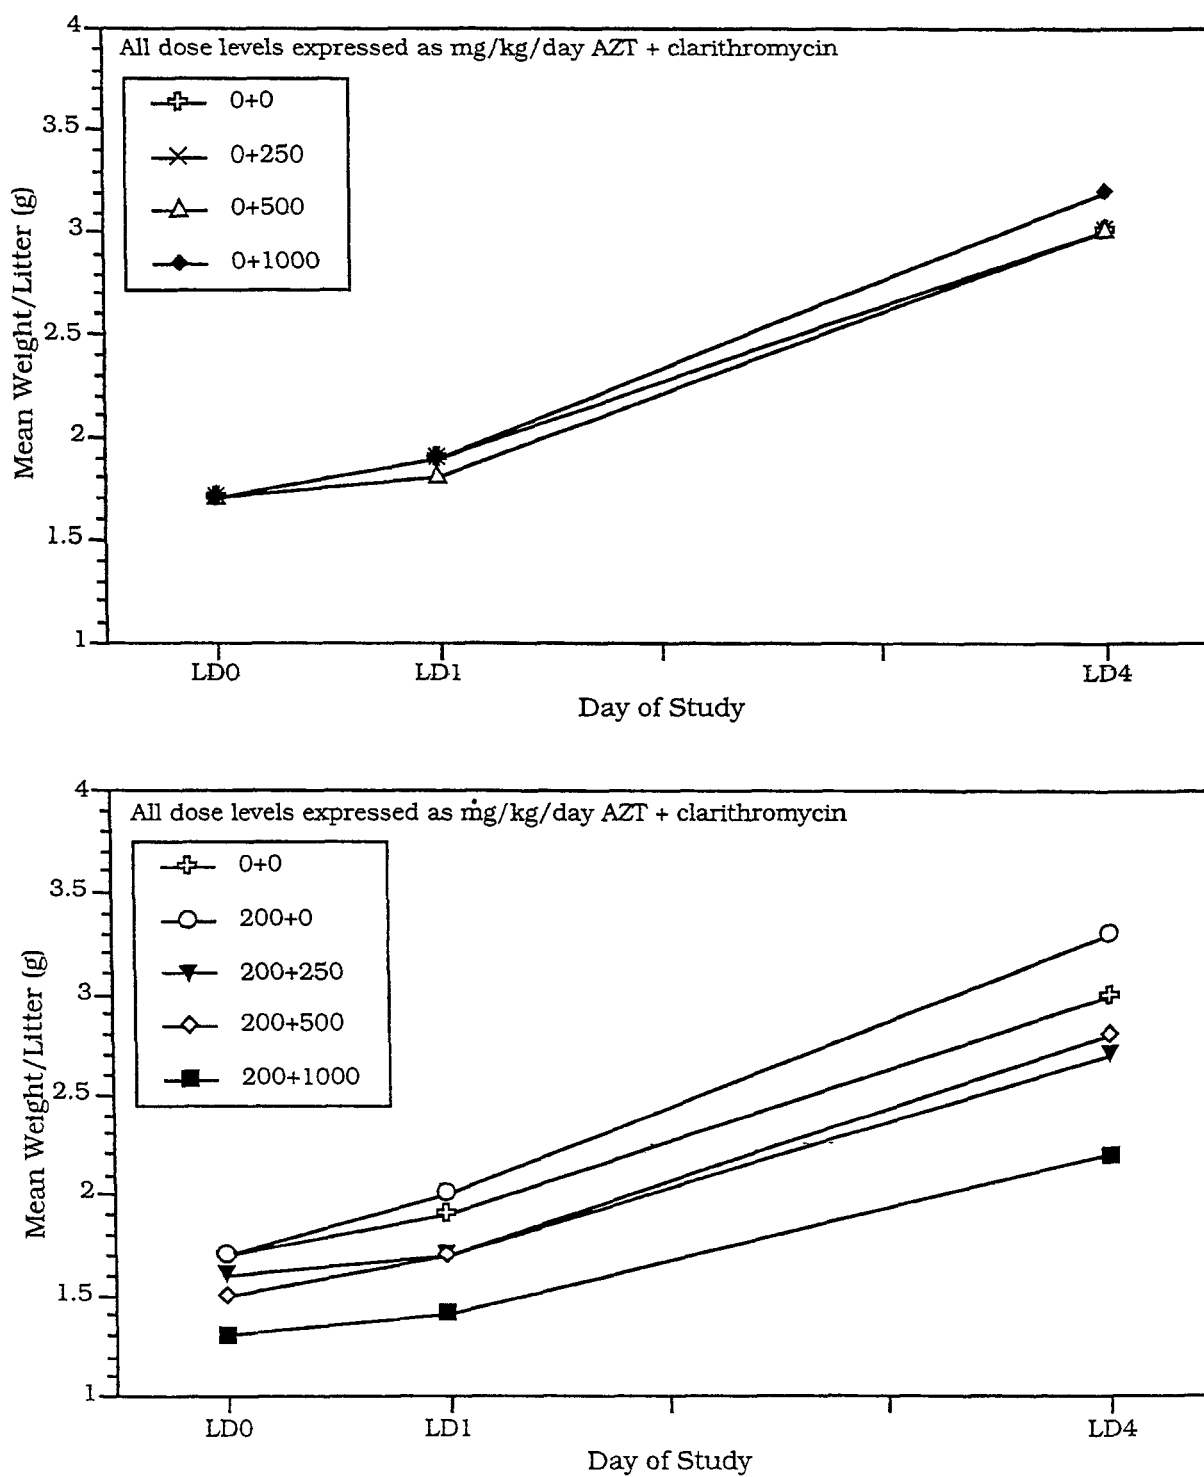 All dose levels expressed as mg/kg/day AZT + clarithromycin
0+0
0+250
0+500
0+1000
4
3.5
3
2.5
2
1.5
1
Mean Weight/Litter (g)
LD0 LD1 LD4
Day of Study
All dose levels expressed as mg/kg/day AZT + clarithromycin
0+0
200+0
200+250
200+500
200+1000
4
3.5
3
2.5
2
1.5
1
Mean Weight/Litter (g)
LD0 LD1 LD4
Day of Study